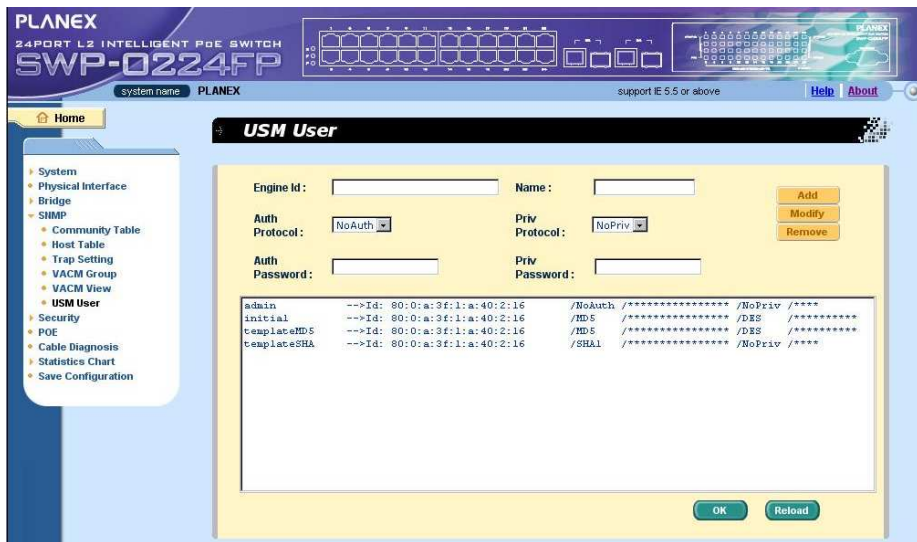 PLANEX
24PORT L2 INTELLIGENT POE SWITCH
SWP-0224FP
PLANEX
system name PLANEX support IE 5.5 or above Help About
Home
USM User
System
Physical Interface
Bridge
SNMP
Community Table
Host Table
Trap Setting
VACM Group
VACM View
USM User
Security
POE
Cable Diagnosis
Statistics Chart
Save Configuration
Engine Id : Name :
Add
Auth Protocol : NoAuth Priv Protocol : NoPriv
Modify
Remove
Auth Password : Priv Password :
admin -->Id: 80:0:a:3f:1:a:40:2:16 /NoAuth /**************** /NoPriv /****
initial -->Id: 80:0:a:3f:1:a:40:2:16 /MD5 /**************** /DES /**********
templateMD5 -->Id: 80:0:a:3f:1:a:40:2:16 /MD5 /**************** /DES /**********
templateSHA -->Id: 80:0:a:3f:1:a:40:2:16 /SHA1 /**************** /NoPriv /****
OK Reload